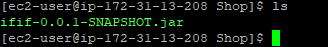 [ec2-user@ip-172-31-13-208 Shop]$ ls
ifif-0.0.1-SNAPSHOT.jar
[ec2-user@ip-172-31-13-208 Shop]$